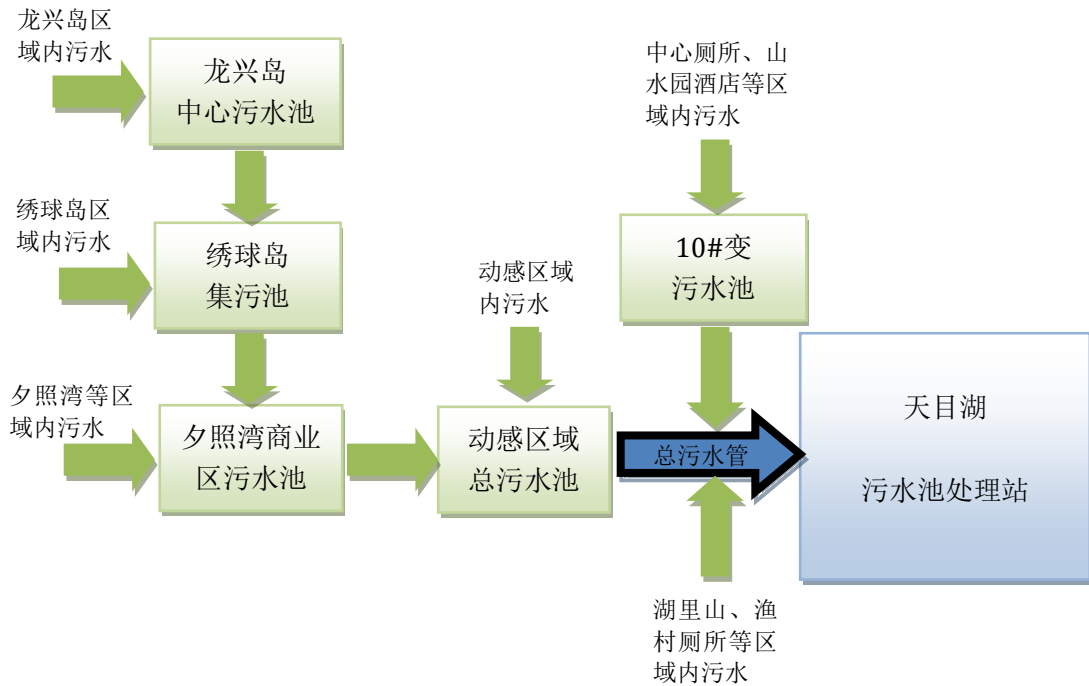 龙兴岛区
域内污水
龙兴岛
中心污水池
中心厕所、山
水园酒店等区
域内污水
绣球岛区
域内污水
绣球岛
集污池
动感区域
内污水
10#变
污水池
夕照湾等区
域内污水
夕照湾商业
区污水池
动感区域
总污水池
总污水管
天目湖
污水池处理站
湖里山、渔
村厕所等区
域内污水